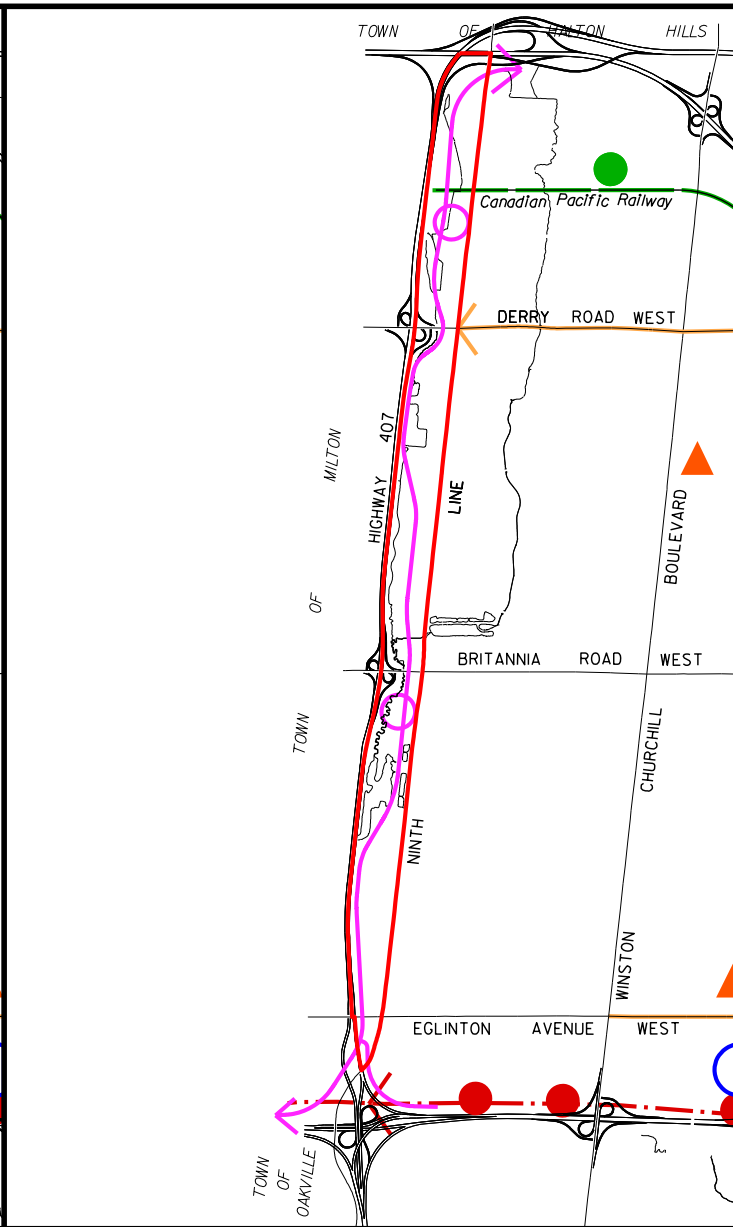 TOWN OF HALTON HILLS
Canadian Pacific Railway
DERRY ROAD WEST
HIGHWAY 407
TOWN OF MILTON
NINTH LINE
WINSTON CHURCHILL BOULEVARD
BRITANNIA ROAD WEST
EGLINTON AVENUE WEST
TOWN
OF
OAKVILLE